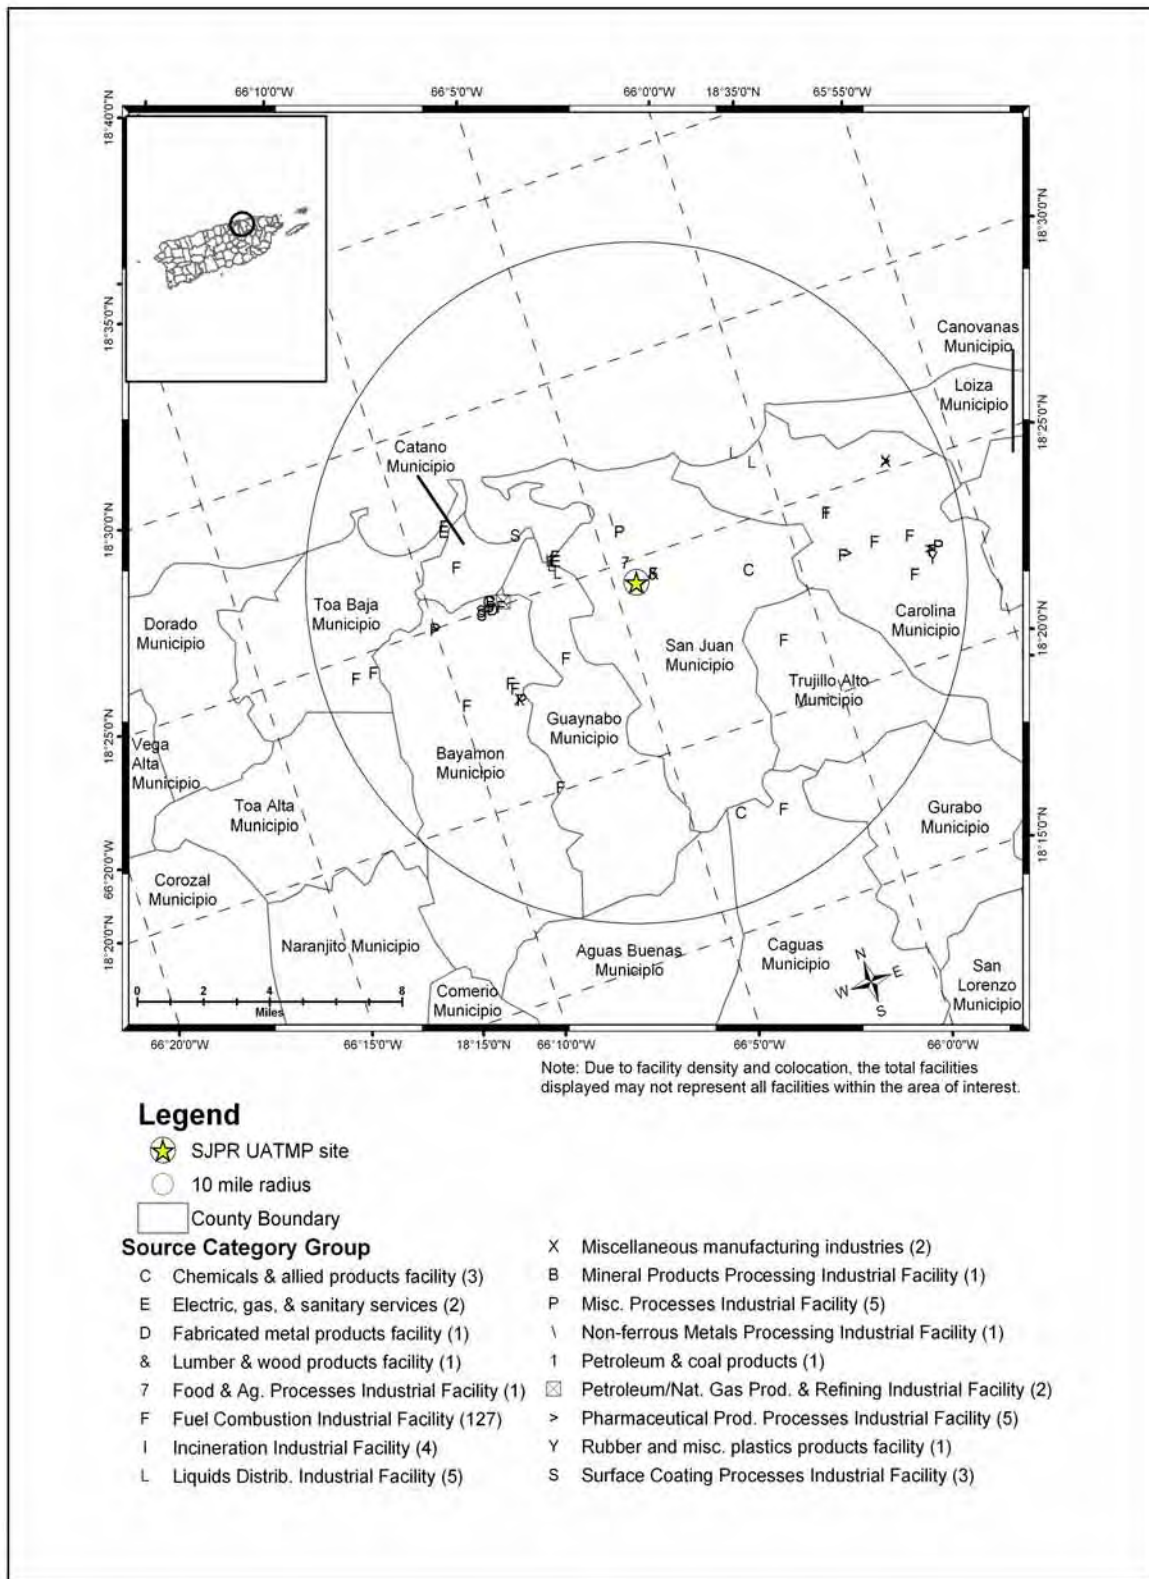 66°10'0"W 66°5'0"W 66°0'0"W 18°35'0"N 65°55'0"W
18°40'0"N
18°35'0"N
18°30'0"N
18°25'0"N
66°20'0"W
18°20'0"N
18°30'0"N
18°25'0"N
18°20'0"N
18°15'0"N
Canovanas
Municipio
Loiza
Municipio
Catano
Municipio
L
L
X
E
E
S
P
F
F
F
F
P
7
&
C
F
F
Dorado
Municipio
Toa Baja
Municipio
San Juan
Municipio
Carolina
Municipio
F
F
F
F
F
F
F
Trujillo Alto
Municipio
Guaynabo
Municipio
Vega
Alta
Municipio
Bayamon
Municipio
F
C
F
Toa Alta
Municipio
Gurabo
Municipio
Corozal
Municipio
Naranjito Municipio
Aguas Buenas
Municipio
Caguas
Municipio
N
E
W
S
San
Lorenzo
Municipio
Comerio
Municipio
0 2 4 8
Miles
66°20'0"W 66°15'0"W 18°15'0"N 66°10'0"W 66°5'0"W 66°0'0"W
Note: Due to facility density and colocation, the total facilities
displayed may not represent all facilities within the area of interest.
Legend
SJPR UATMP site
10 mile radius
County Boundary
Source Category Group
C Chemicals & allied products facility (3)
E Electric, gas, & sanitary services (2)
D Fabricated metal products facility (1)
& Lumber & wood products facility (1)
7 Food & Ag. Processes Industrial Facility (1)
F Fuel Combustion Industrial Facility (127)
I Incineration Industrial Facility (4)
L Liquids Distrib. Industrial Facility (5)
X Miscellaneous manufacturing industries (2)
B Mineral Products Processing Industrial Facility (1)
P Misc. Processes Industrial Facility (5)
\ Non-ferrous Metals Processing Industrial Facility (1)
1 Petroleum & coal products (1)
Petroleum/Nat. Gas Prod. & Refining Industrial Facility (2)
> Pharmaceutical Prod. Processes Industrial Facility (5)
Y Rubber and misc. plastics products facility (1)
S Surface Coating Processes Industrial Facility (3)